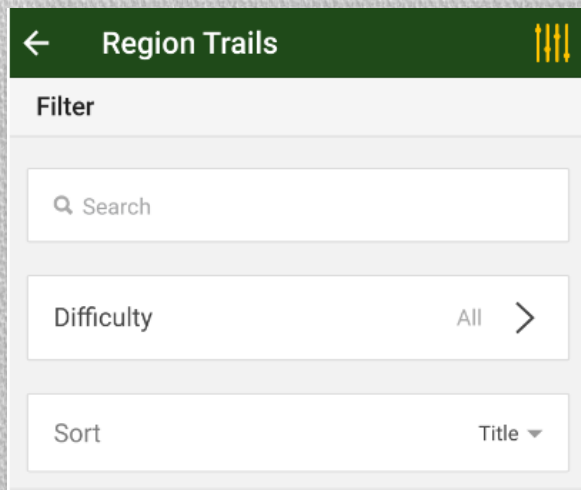 Region Trails
Filter
Search
Difficulty All
Sort Title